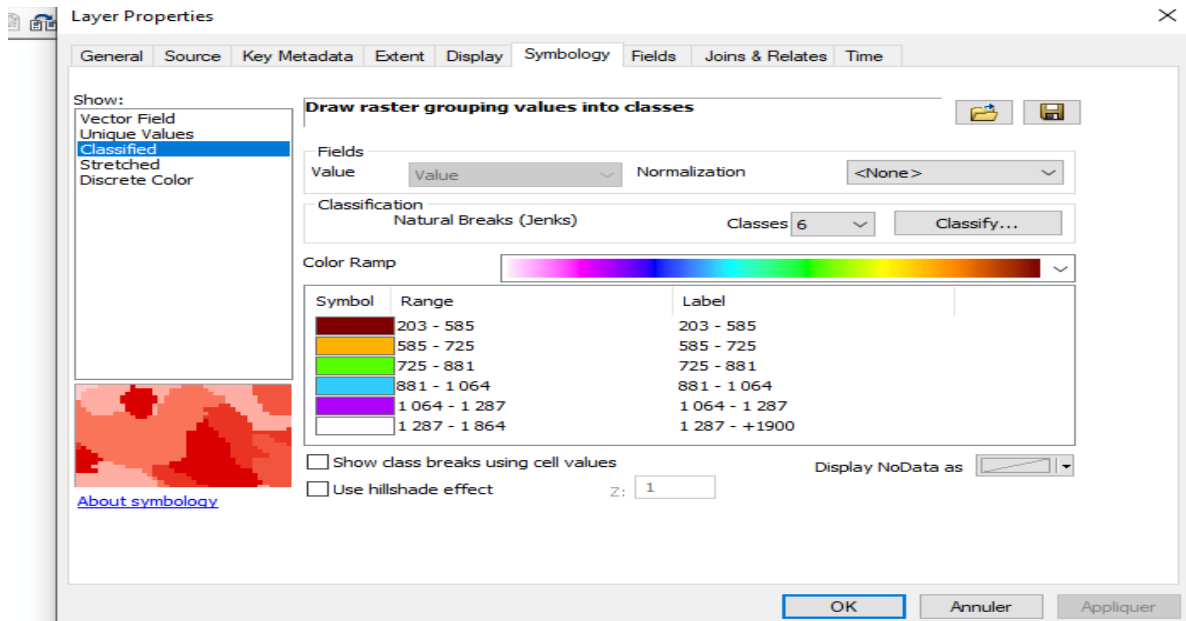 Layer Properties
General Source Key Metadata Extent Display Symbology Fields Joins & Relates Time
Show:
Vector Field
Unique Values
Classified
Stretched
Discrete Color
About symbology
Draw raster grouping values into classes
Fields
Value Value Normalization <None>
Classification
Natural Breaks (Jenks) Classes 6 Classify...
Color Ramp
Symbol Range Label
203 - 585 203 - 585
585 - 725 585 - 725
725 - 881 725 - 881
881 - 1 064 881 - 1 064
1 064 - 1 287 1 064 - 1 287
1 287 - 1 864 1 287 - +1900
Show class breaks using cell values Display NoData as
Use hillshade effect Z: 1
OK Annuler Appliquer